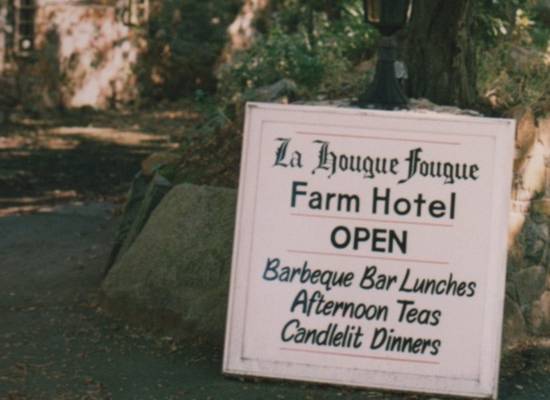 La Hougue Fougue
Farm Hotel
OPEN
Barbeque Bar Lunches
Afternoon Teas
Candlelit Dinners